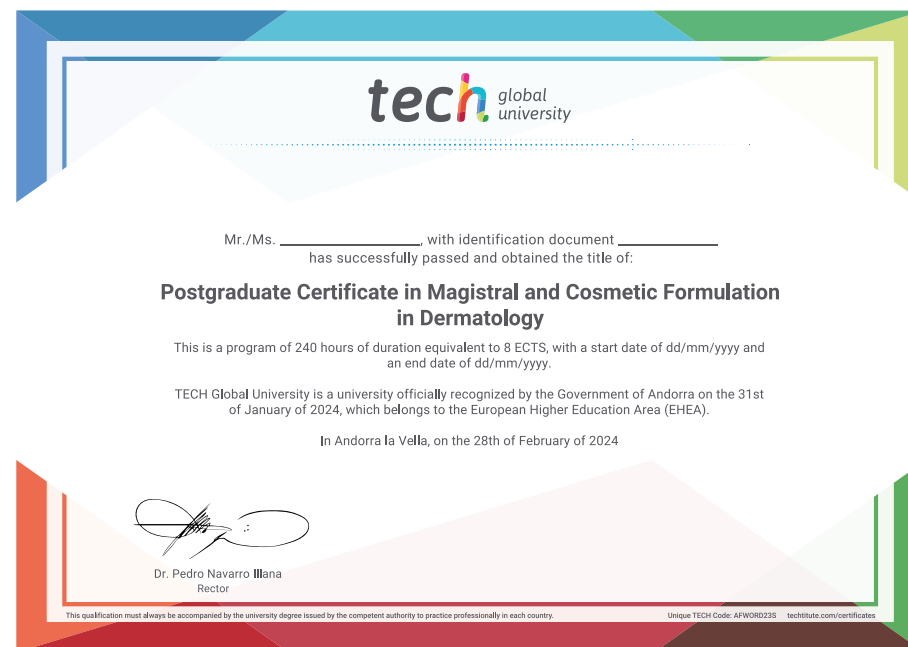 tech global university
Mr./Ms. ____________________, with identification document ______________
has successfully passed and obtained the title of:
Postgraduate Certificate in Magistral and Cosmetic Formulation
in Dermatology
This is a program of 240 hours of duration equivalent to 8 ECTS, with a start date of dd/mm/yyyy and
an end date of dd/mm/yyyy.
TECH Global University is a university officially recognized by the Government of Andorra on the 31st
of January of 2024, which belongs to the European Higher Education Area (EHEA).
In Andorra la Vella, on the 28th of February of 2024
Dr. Pedro Navarro Illana
Rector
This qualification must always be accompanied by the university degree issued by the competent authority to practice professionally in each country.
Unique TECH Code: AFWORD23S techtitute.com/certificates